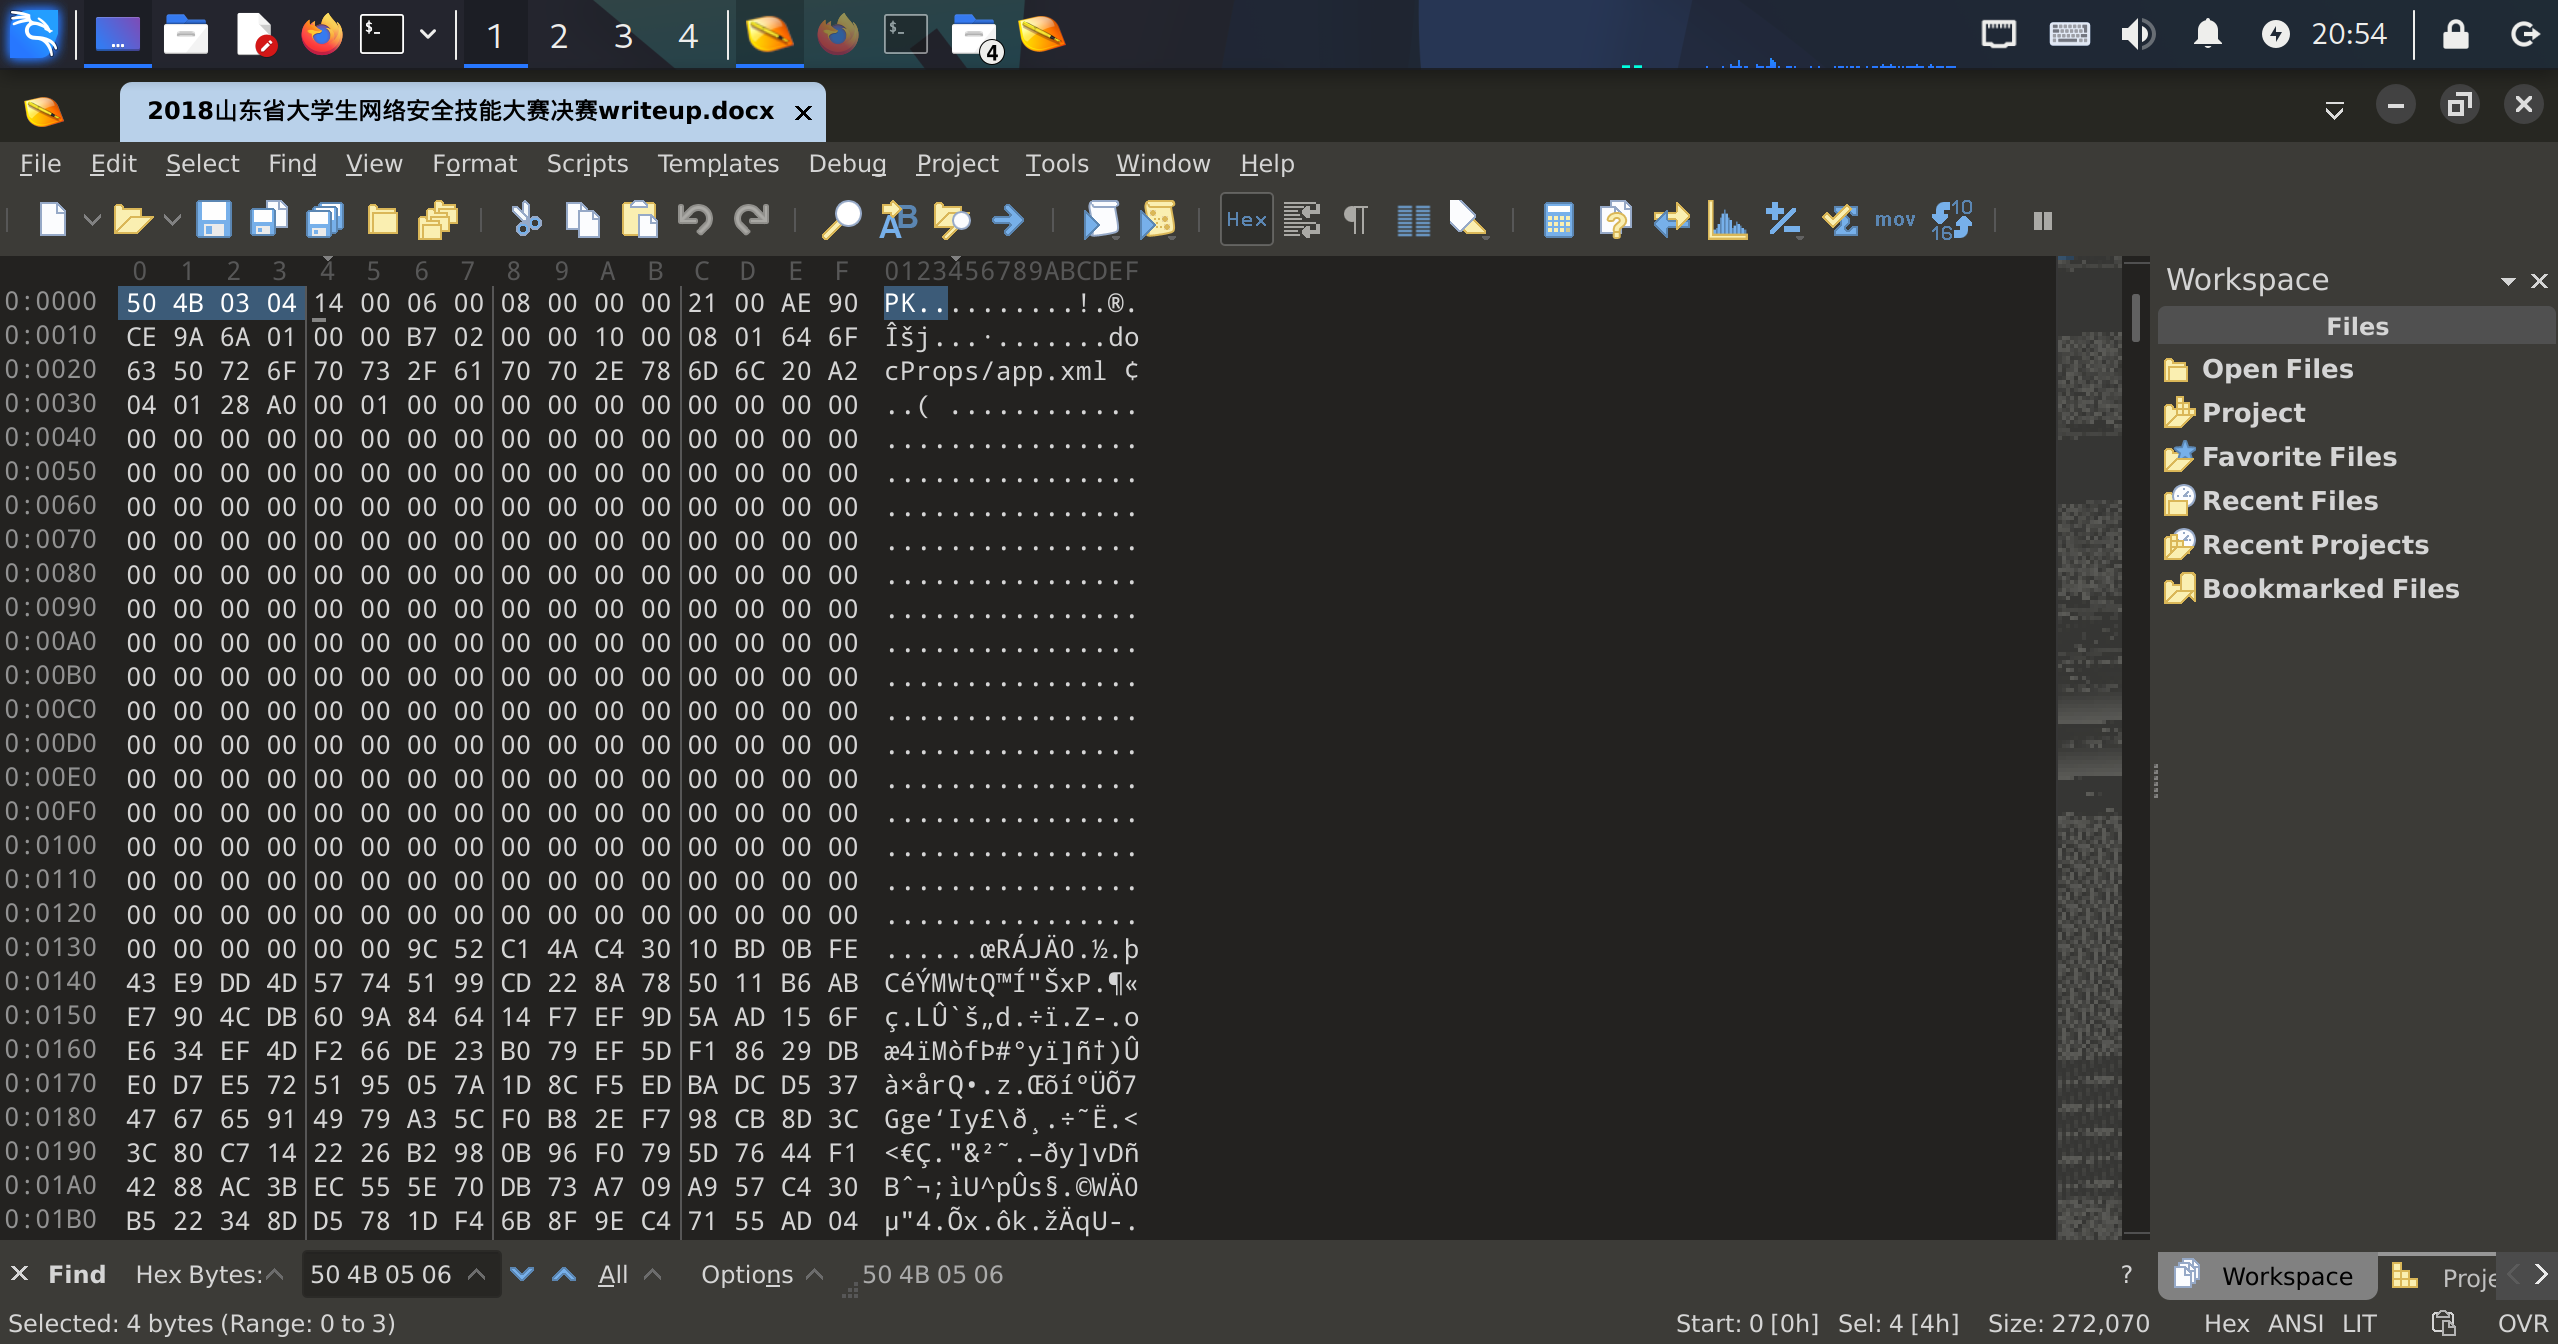 1 2 3 4 4 20:54
2018山东省大学生网络安全技能大赛决赛writeup.docx
File Edit Select Find View Format Scripts Templates Debug Project Tools Window Help
Hex mov 10 16
0 1 2 3 4 5 6 7 8 9 A B C D E F 0123456789ABCDEF
0:0000 50 4B 03 04 14 00 06 00 08 00 00 00 21 00 AE 90 PK..........!.®.
0:0010 CE 9A 6A 01 00 00 B7 02 00 00 10 00 08 01 64 6F Îšj...·.......do
0:0020 63 50 72 6F 70 73 2F 61 70 70 2E 78 6D 6C 20 A2 cProps/app.xml ¢
0:0030 04 01 28 A0 00 01 00 00 00 00 00 00 00 00 00 00 ..( ............
0:0040 00 00 00 00 00 00 00 00 00 00 00 00 00 00 00 00 ................
0:0050 00 00 00 00 00 00 00 00 00 00 00 00 00 00 00 00 ................
0:0060 00 00 00 00 00 00 00 00 00 00 00 00 00 00 00 00 ................
0:0070 00 00 00 00 00 00 00 00 00 00 00 00 00 00 00 00 ................
0:0080 00 00 00 00 00 00 00 00 00 00 00 00 00 00 00 00 ................
0:0090 00 00 00 00 00 00 00 00 00 00 00 00 00 00 00 00 ................
0:00A0 00 00 00 00 00 00 00 00 00 00 00 00 00 00 00 00 ................
0:00B0 00 00 00 00 00 00 00 00 00 00 00 00 00 00 00 00 ................
0:00C0 00 00 00 00 00 00 00 00 00 00 00 00 00 00 00 00 ................
0:00D0 00 00 00 00 00 00 00 00 00 00 00 00 00 00 00 00 ................
0:00E0 00 00 00 00 00 00 00 00 00 00 00 00 00 00 00 00 ................
0:00F0 00 00 00 00 00 00 00 00 00 00 00 00 00 00 00 00 ................
0:0100 00 00 00 00 00 00 00 00 00 00 00 00 00 00 00 00 ................
0:0110 00 00 00 00 00 00 00 00 00 00 00 00 00 00 00 00 ................
0:0120 00 00 00 00 00 00 00 00 00 00 00 00 00 00 00 00 ................
0:0130 00 00 00 00 00 00 9C 52 C1 4A C4 30 10 BD 0B FE ......œRÁJÄ0.½.þ
0:0140 43 E9 DD 4D 57 74 51 99 CD 22 8A 78 50 11 B6 AB CéÝMWtQ™Í"ŠxP.¶«
0:0150 E7 90 4C DB 60 9A 84 64 14 F7 EF 9D 5A AD 15 6F ç.LÛ`š„d.÷ï.Z-.o
0:0160 E6 34 EF 4D F2 66 DE 23 B0 79 EF 5D F1 86 29 DB æ4ïMòfÞ#°yï]ñ†)Û
0:0170 E0 D7 E5 72 51 95 05 7A 1D 8C F5 ED BA DC D5 37 à×årQ•.z.ŒõíºÜÕ7
0:0180 47 67 65 91 49 79 A3 5C F0 B8 2E F7 98 CB 8D 3C Gge‘Iy£\ð¸.÷˜Ë.<
0:0190 3C 80 C7 14 22 26 B2 98 0B 96 F0 79 5D 76 44 F1 <€Ç."&²˜.–ðy]vDñ
0:01A0 42 88 AC 3B EC 55 5E 70 DB 73 A7 09 A9 57 C4 30 Bˆ¬;ìU^pÛs§.©WÄ0
0:01B0 B5 22 34 8D D5 78 1D F4 6B 8F 9E C4 71 55 AD 04 µ"4.Õx.ôk.žÄqU-.
Workspace
Files
Open Files
Project
Favorite Files
Recent Files
Recent Projects
Bookmarked Files
Find Hex Bytes: 50 4B 05 06 All Options 50 4B 05 06 ? Workspace Proje
Selected: 4 bytes (Range: 0 to 3) Start: 0 [0h] Sel: 4 [4h] Size: 272,070 Hex ANSI LIT OVR